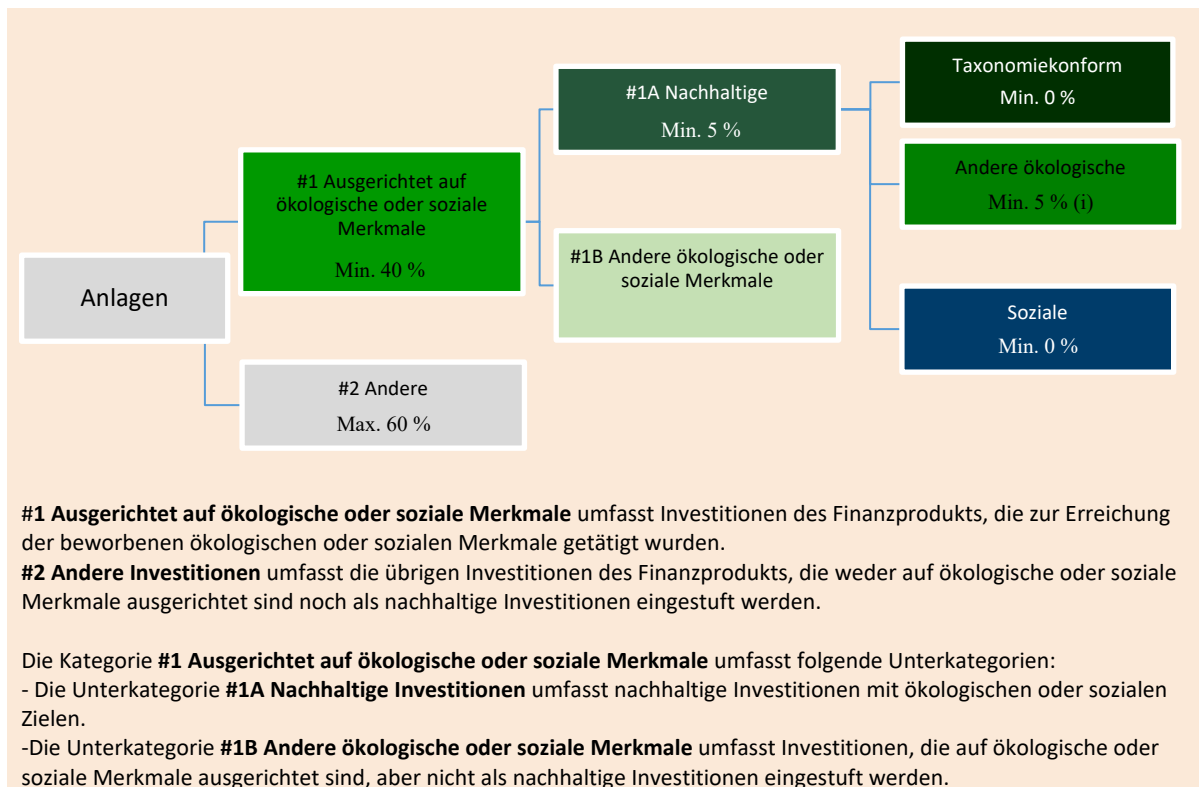 Anlagen
#1 Ausgerichtet auf
ökologische oder soziale
Merkmale
Min. 40 %
#2 Andere
Max. 60 %
#1A Nachhaltige
Min. 5 %
#1B Andere ökologische oder
soziale Merkmale
Taxonomiekonform
Min. 0 %
Andere ökologische
Min. 5 % (i)
Soziale
Min. 0 %
#1 Ausgerichtet auf ökologische oder soziale Merkmale umfasst Investitionen des Finanzprodukts, die zur Erreichung
der beworbenen ökologischen oder sozialen Merkmale getätigt wurden.
#2 Andere Investitionen umfasst die übrigen Investitionen des Finanzprodukts, die weder auf ökologische oder soziale
Merkmale ausgerichtet sind noch als nachhaltige Investitionen eingestuft werden.
Die Kategorie #1 Ausgerichtet auf ökologische oder soziale Merkmale umfasst folgende Unterkategorien:
- Die Unterkategorie #1A Nachhaltige Investitionen umfasst nachhaltige Investitionen mit ökologischen oder sozialen
Zielen.
-Die Unterkategorie #1B Andere ökologische oder soziale Merkmale umfasst Investitionen, die auf ökologische oder
soziale Merkmale ausgerichtet sind, aber nicht als nachhaltige Investitionen eingestuft werden.